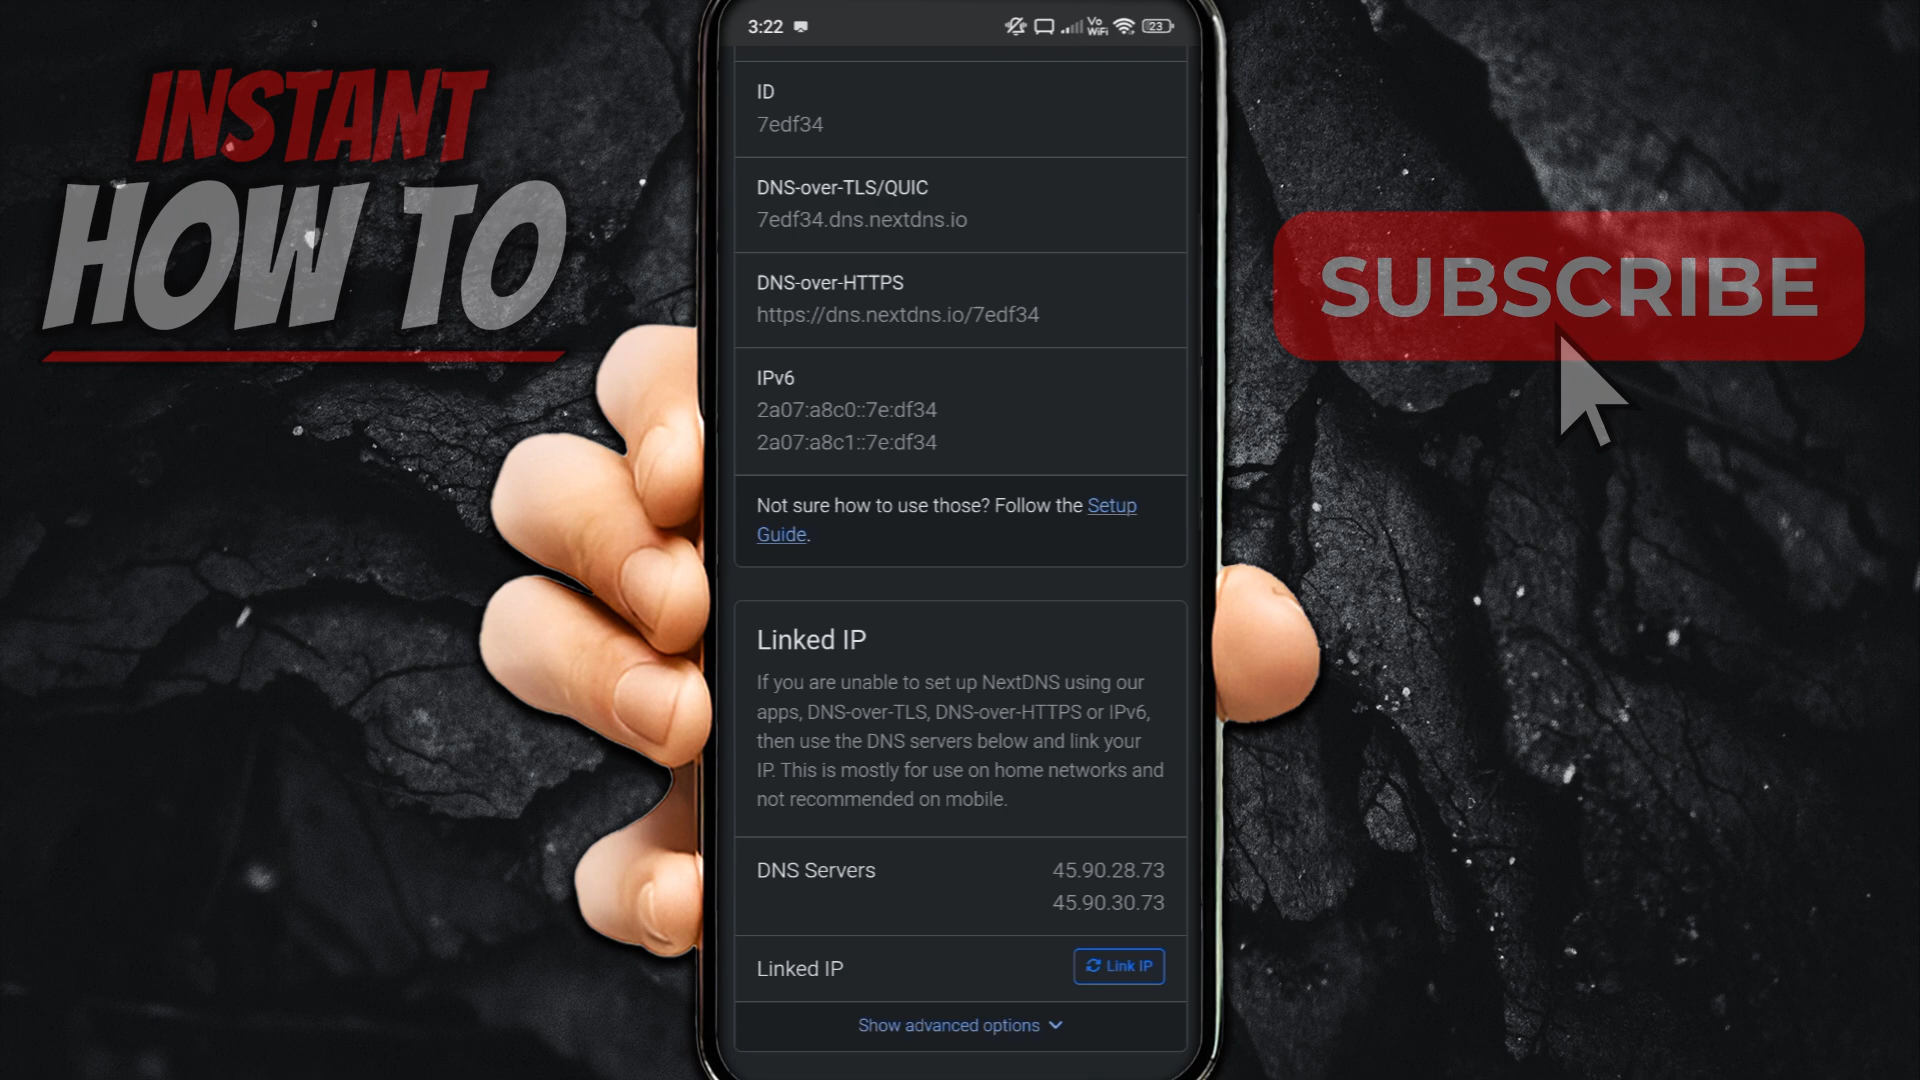 INSTANT
HOW TO
SUBSCRIBE
3:22
Vo
WiFi
23
ID
7edf34
DNS-over-TLS/QUIC
7edf34.dns.nextdns.io
DNS-over-HTTPS
https://dns.nextdns.io/7edf34
IPv6
2a07:a8c0::7e:df34
2a07:a8c1::7e:df34
Not sure how to use those? Follow the Setup
Guide.
Linked IP
If you are unable to set up NextDNS using our
apps, DNS-over-TLS, DNS-over-HTTPS or IPv6,
then use the DNS servers below and link your
IP. This is mostly for use on home networks and
not recommended on mobile.
DNS Servers 45.90.28.73
45.90.30.73
Linked IP Link IP
Show advanced options